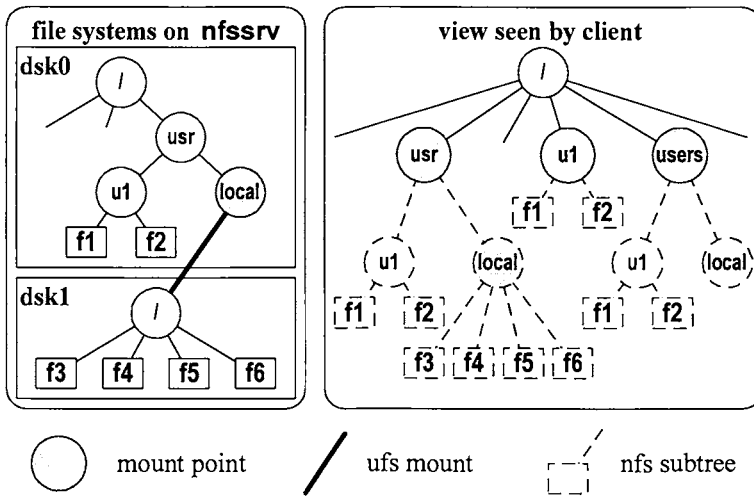 file systems on nfssrv
dsk0
/
usr
u1
local
f1
f2
dsk1
/
f3
f4
f5
f6
view seen by client
/
usr
u1
users
f1
f2
u1
local
u1
local
f1
f2
f1
f2
f3
f4
f5
f6
mount point
ufs mount
nfs subtree